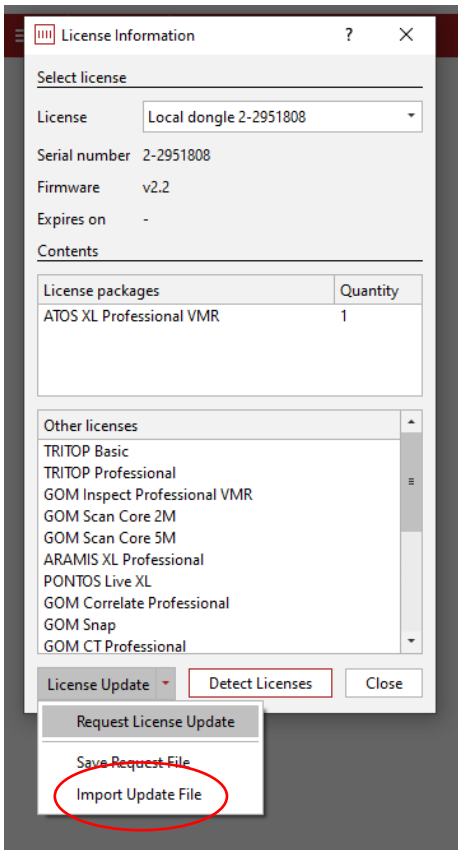 License Information ? ×
Select license
License Local dongle 2-2951808
Serial number 2-2951808
Firmware v2.2
Expires on -
Contents
License packages Quantity
ATOS XL Professional VMR 1
Other licenses
TRITOP Basic
TRITOP Professional
GOM Inspect Professional VMR
GOM Scan Core 2M
GOM Scan Core 5M
ARAMIS XL Professional
PONTOS Live XL
GOM Correlate Professional
GOM Snap
GOM CT Professional
License Update Detect Licenses Close
Request License Update
Save Request File
Import Update File